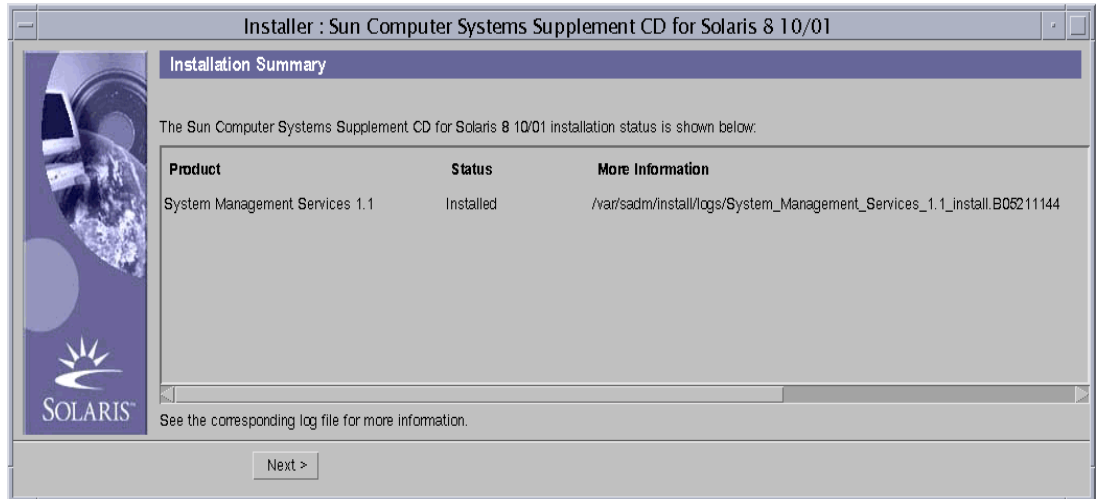 Installer : Sun Computer Systems Supplement CD for Solaris 8 10/01
Installation Summary
The Sun Computer Systems Supplement CD for Solaris 8 10/01 installation status is shown below:
Product Status More Information
System Management Services 1.1 Installed /var/sadm/install/logs/System_Management_Services_1.1_install.B05211144
SOLARIS™
See the corresponding log file for more information.
Next >